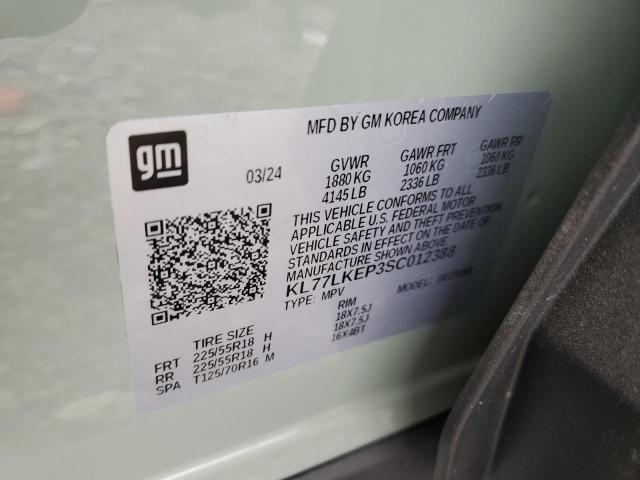 MFD BY GM KOREA COMPANY
gm
03/24
GVWR
1880 KG
4145 LB
GAWR FRT
1060 KG
2336 LB
GAWR RR
1060 KG
2336 LB
THIS VEHICLE CONFORMS TO ALL
APPLICABLE U.S. FEDERAL MOTOR
VEHICLE SAFETY AND THEFT PREVENTION
STANDARDS IN EFFECT ON THE DATE OF
MANUFACTURE SHOWN ABOVE.
KL77LKEP3SC012388
TYPE: MPV
MODEL:
TIRE SIZE
RIM
FRT 225/55R18 H 18X7.5J
RR 225/55R18 H 18X7.5J
SPA T125/70R16 M 16X4BT